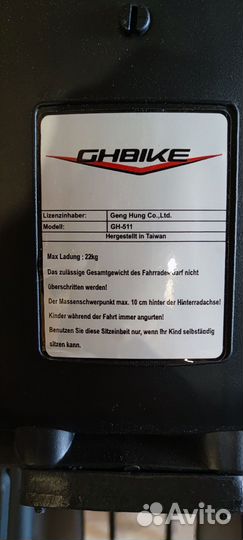 GHBIKE
Lizenzinhaber: Geng Hung Co.,Ltd.
Modell: GH-511
Hergestellt in Taiwan
Max Ladung : 22kg
Das zulässige Gesamtgewicht des Fahrrades darf nicht
überschritten werden!
Der Massenschwerpunkt max. 10 cm hinter der Hinterradachse!
Kinder während der Fahrt immer angurten!
Benutzen Sie diese Sitzeinheit nur, wenn Ihr Kind selbständig
sitzen kann.
Avito